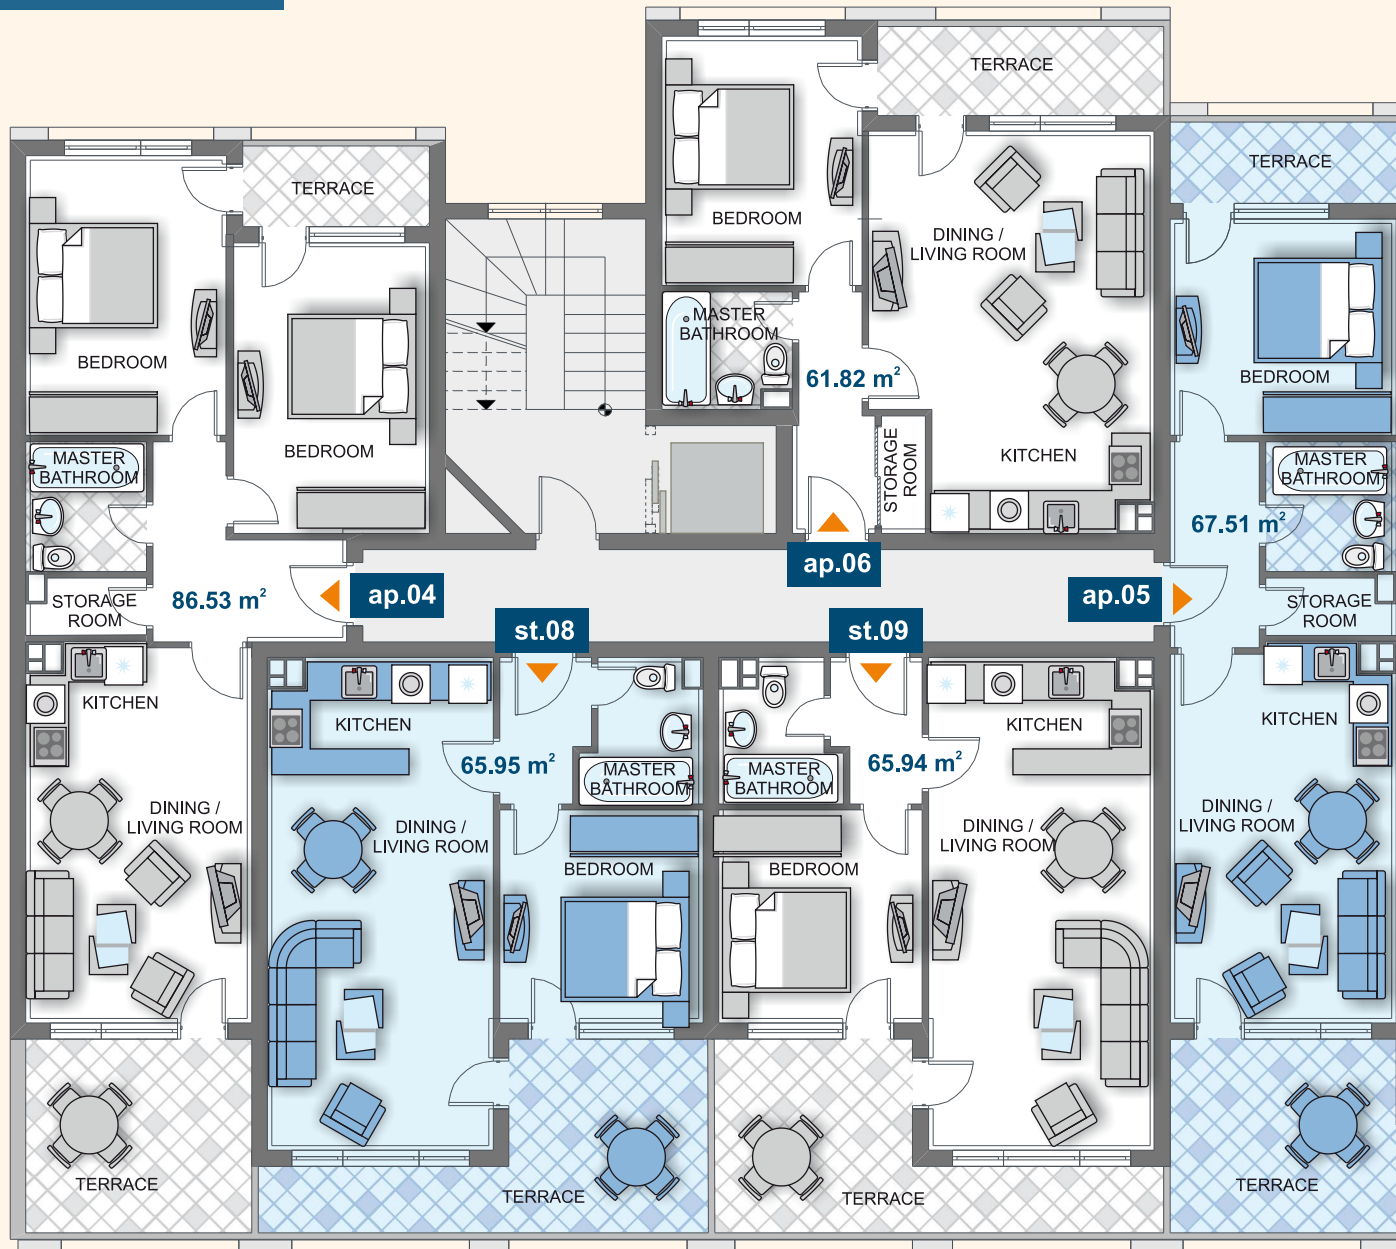 TERRACE
BEDROOM
DINING /
LIVING ROOM
MASTER
BATHROOM
61.82 m²
KITCHEN
STORAGE
ROOM
ap.06
TERRACE
BEDROOM
BEDROOM
MASTER
BATHROOM
STORAGE
ROOM
86.53 m²
ap.04
KITCHEN
DINING /
LIVING ROOM
TERRACE
TERRACE
BEDROOM
MASTER
BATHROOM
67.51 m²
STORAGE
ROOM
ap.05
KITCHEN
DINING /
LIVING ROOM
TERRACE
st.08
KITCHEN
65.95 m²
MASTER
BATHROOM
DINING /
LIVING ROOM
BEDROOM
TERRACE
st.09
KITCHEN
65.94 m²
MASTER
BATHROOM
DINING /
LIVING ROOM
BEDROOM
TERRACE